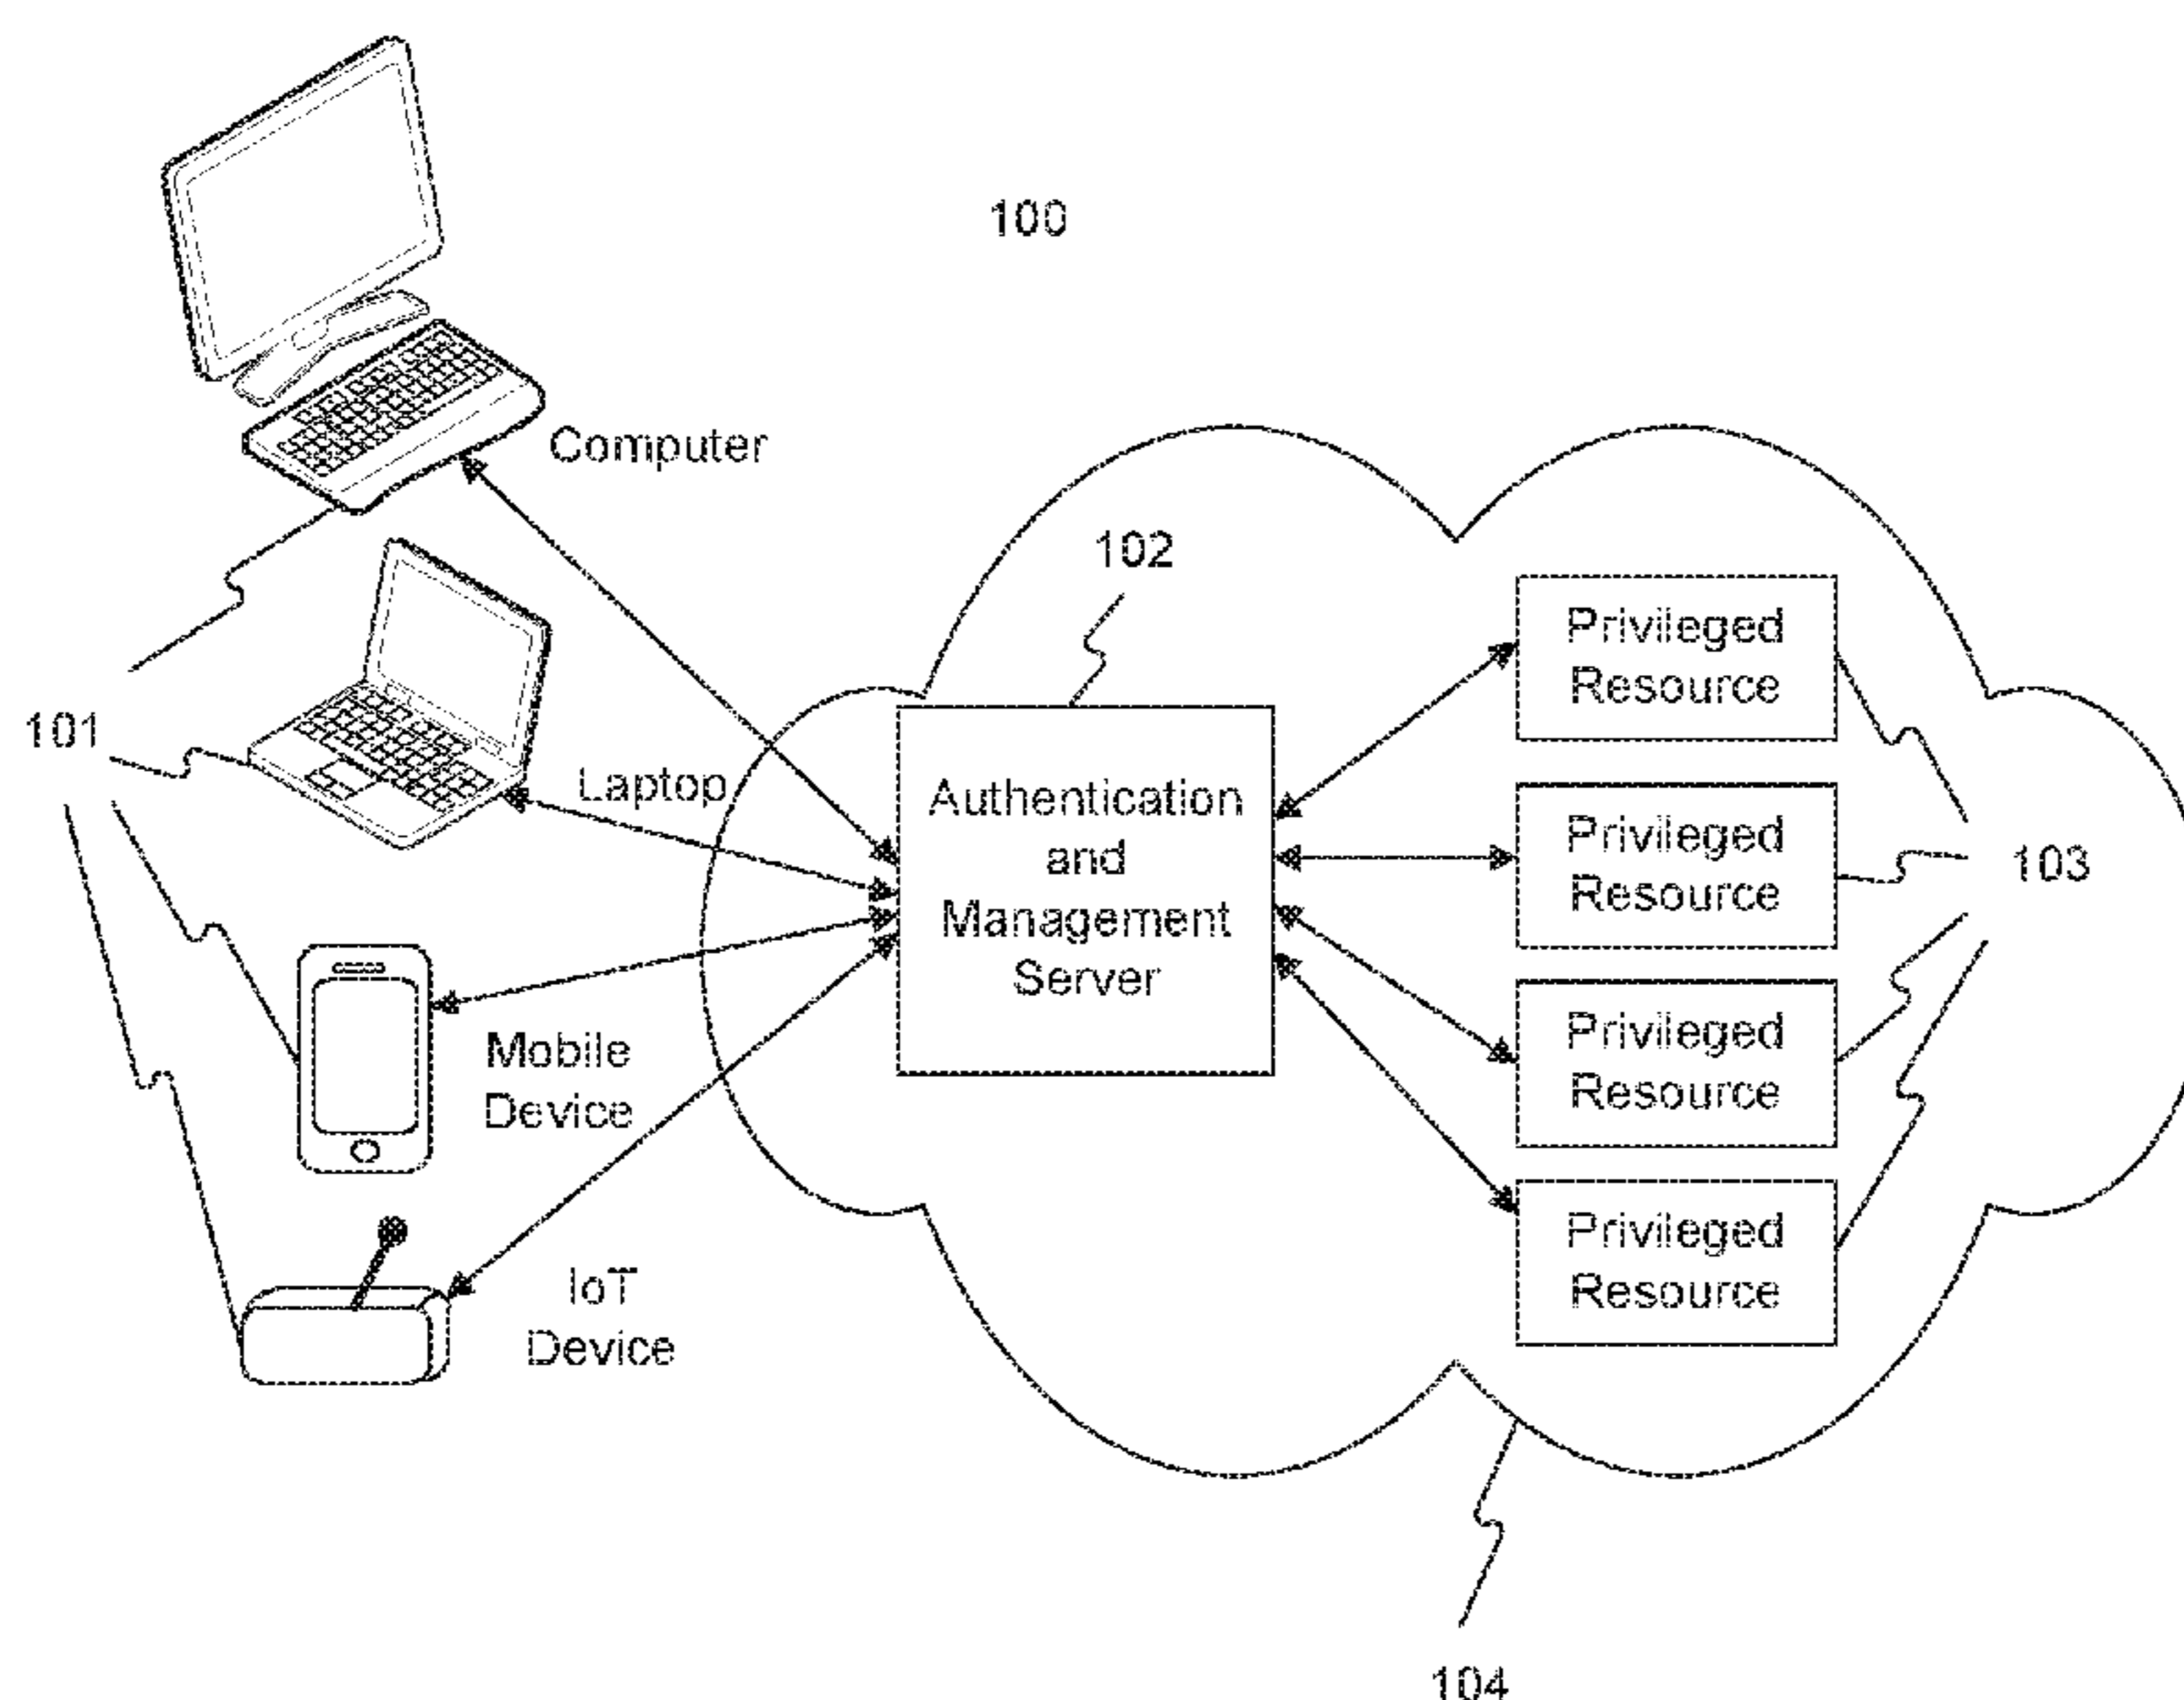 100
Computer
102
101
Laptop
Authentication
and
Management
Server
Privileged
Resource
Privileged
Resource
103
Privileged
Resource
Privileged
Resource
Mobile
Device
IoT
Device
104